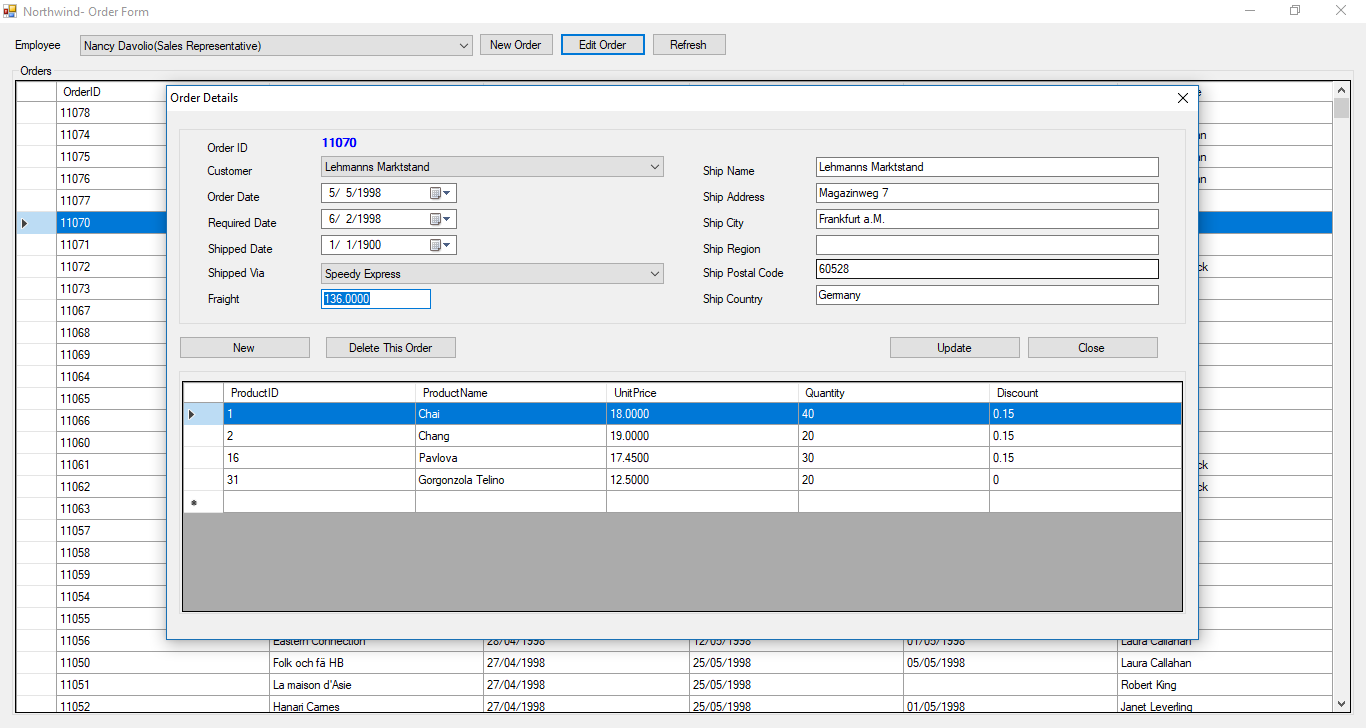 Northwind- Order Form
Employee Nancy Davolio(Sales Representative) New Order Edit Order Refresh
Orders
OrderID
11078
11074
11075
11076
11077
11070
11071
11072
11073
11067
11068
11069
11064
11065
11066
11060
11061
11062
11063
11057
11058
11059
11054
11055
Order Details
Order ID 11070
Customer Lehmanns Marktstand
Order Date 5/ 5/1998
Required Date 6/ 2/1998
Shipped Date 1/ 1/1900
Shipped Via Speedy Express
Fraight 136.0000
Ship Name Lehmanns Marktstand
Ship Address Magazinweg 7
Ship City Frankfurt a.M.
Ship Region
Ship Postal Code 60528
Ship Country Germany
New Delete This Order Update Close
ProductID ProductName UnitPrice Quantity Discount
1 Chai 18.0000 40 0.15
2 Chang 19.0000 20 0.15
16 Pavlova 17.4500 30 0.15
31 Gorgonzola Telino 12.5000 20 0
11056 Eastern Connection 28/04/1998 12/05/1998 01/05/1998 Laura Callahan
11050 Folk och fä HB 27/04/1998 25/05/1998 05/05/1998 Laura Callahan
11051 La maison d'Asie 27/04/1998 25/05/1998 Robert King
11052 Hanari Carnes 27/04/1998 25/05/1998 01/05/1998 Janet Leverling